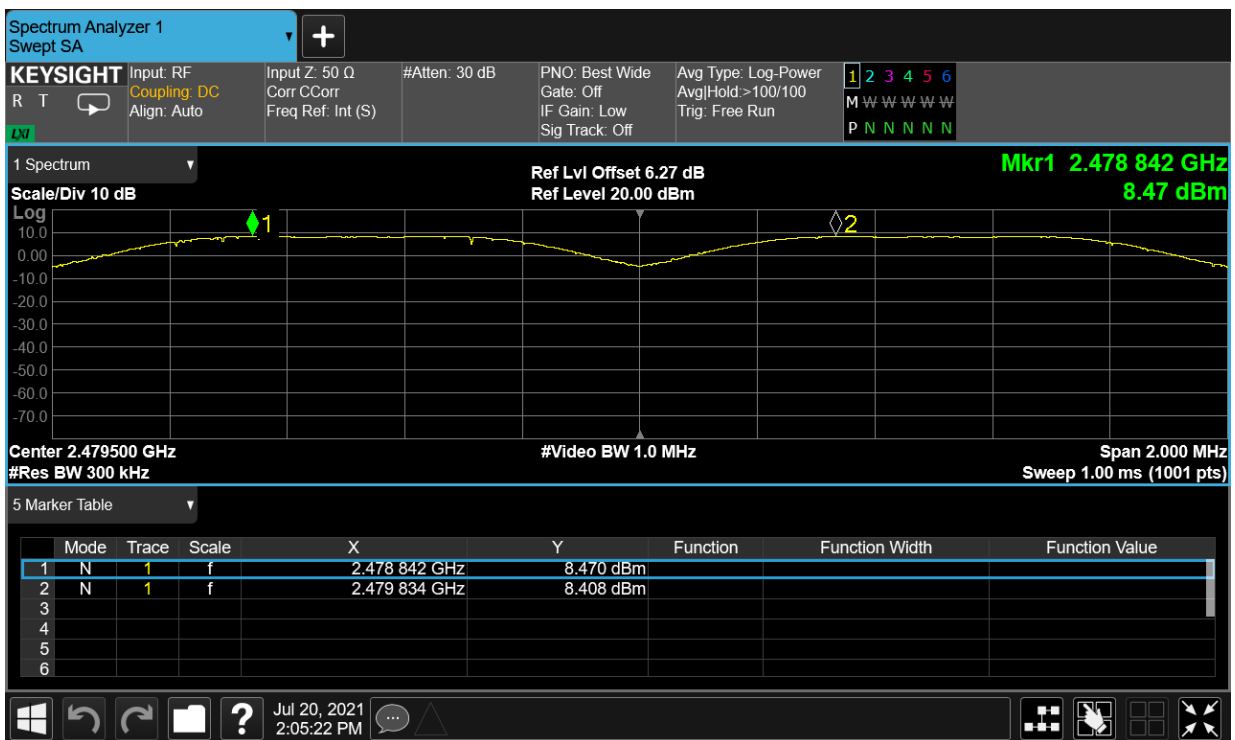 Spectrum Analyzer 1
Swept SA
+
KEYSIGHT
R T
LXI
Input: RF
Coupling: DC
Align: Auto
Input Z: 50 Ω
Corr CCorr
Freq Ref: Int (S)
#Atten: 30 dB
PNO: Best Wide
Gate: Off
IF Gain: Low
Sig Track: Off
Avg Type: Log-Power
Avg|Hold:>100/100
Trig: Free Run
1 2 3 4 5 6
M W W W W W
P N N N N N
1 Spectrum
Scale/Div 10 dB
Ref Lvl Offset 6.27 dB
Ref Level 20.00 dBm
Mkr1 2.478 842 GHz
8.47 dBm
Log
10.0
0.00
-10.0
-20.0
-30.0
-40.0
-50.0
-60.0
-70.0
1
2
Center 2.479500 GHz
#Res BW 300 kHz
#Video BW 1.0 MHz
Span 2.000 MHz
Sweep 1.00 ms (1001 pts)
5 Marker Table
Mode Trace Scale X Y Function Function Width Function Value
1 N 1 f 2.478 842 GHz 8.470 dBm
2 N 1 f 2.479 834 GHz 8.408 dBm
3
4
5
6
?
Jul 20, 2021
2:05:22 PM